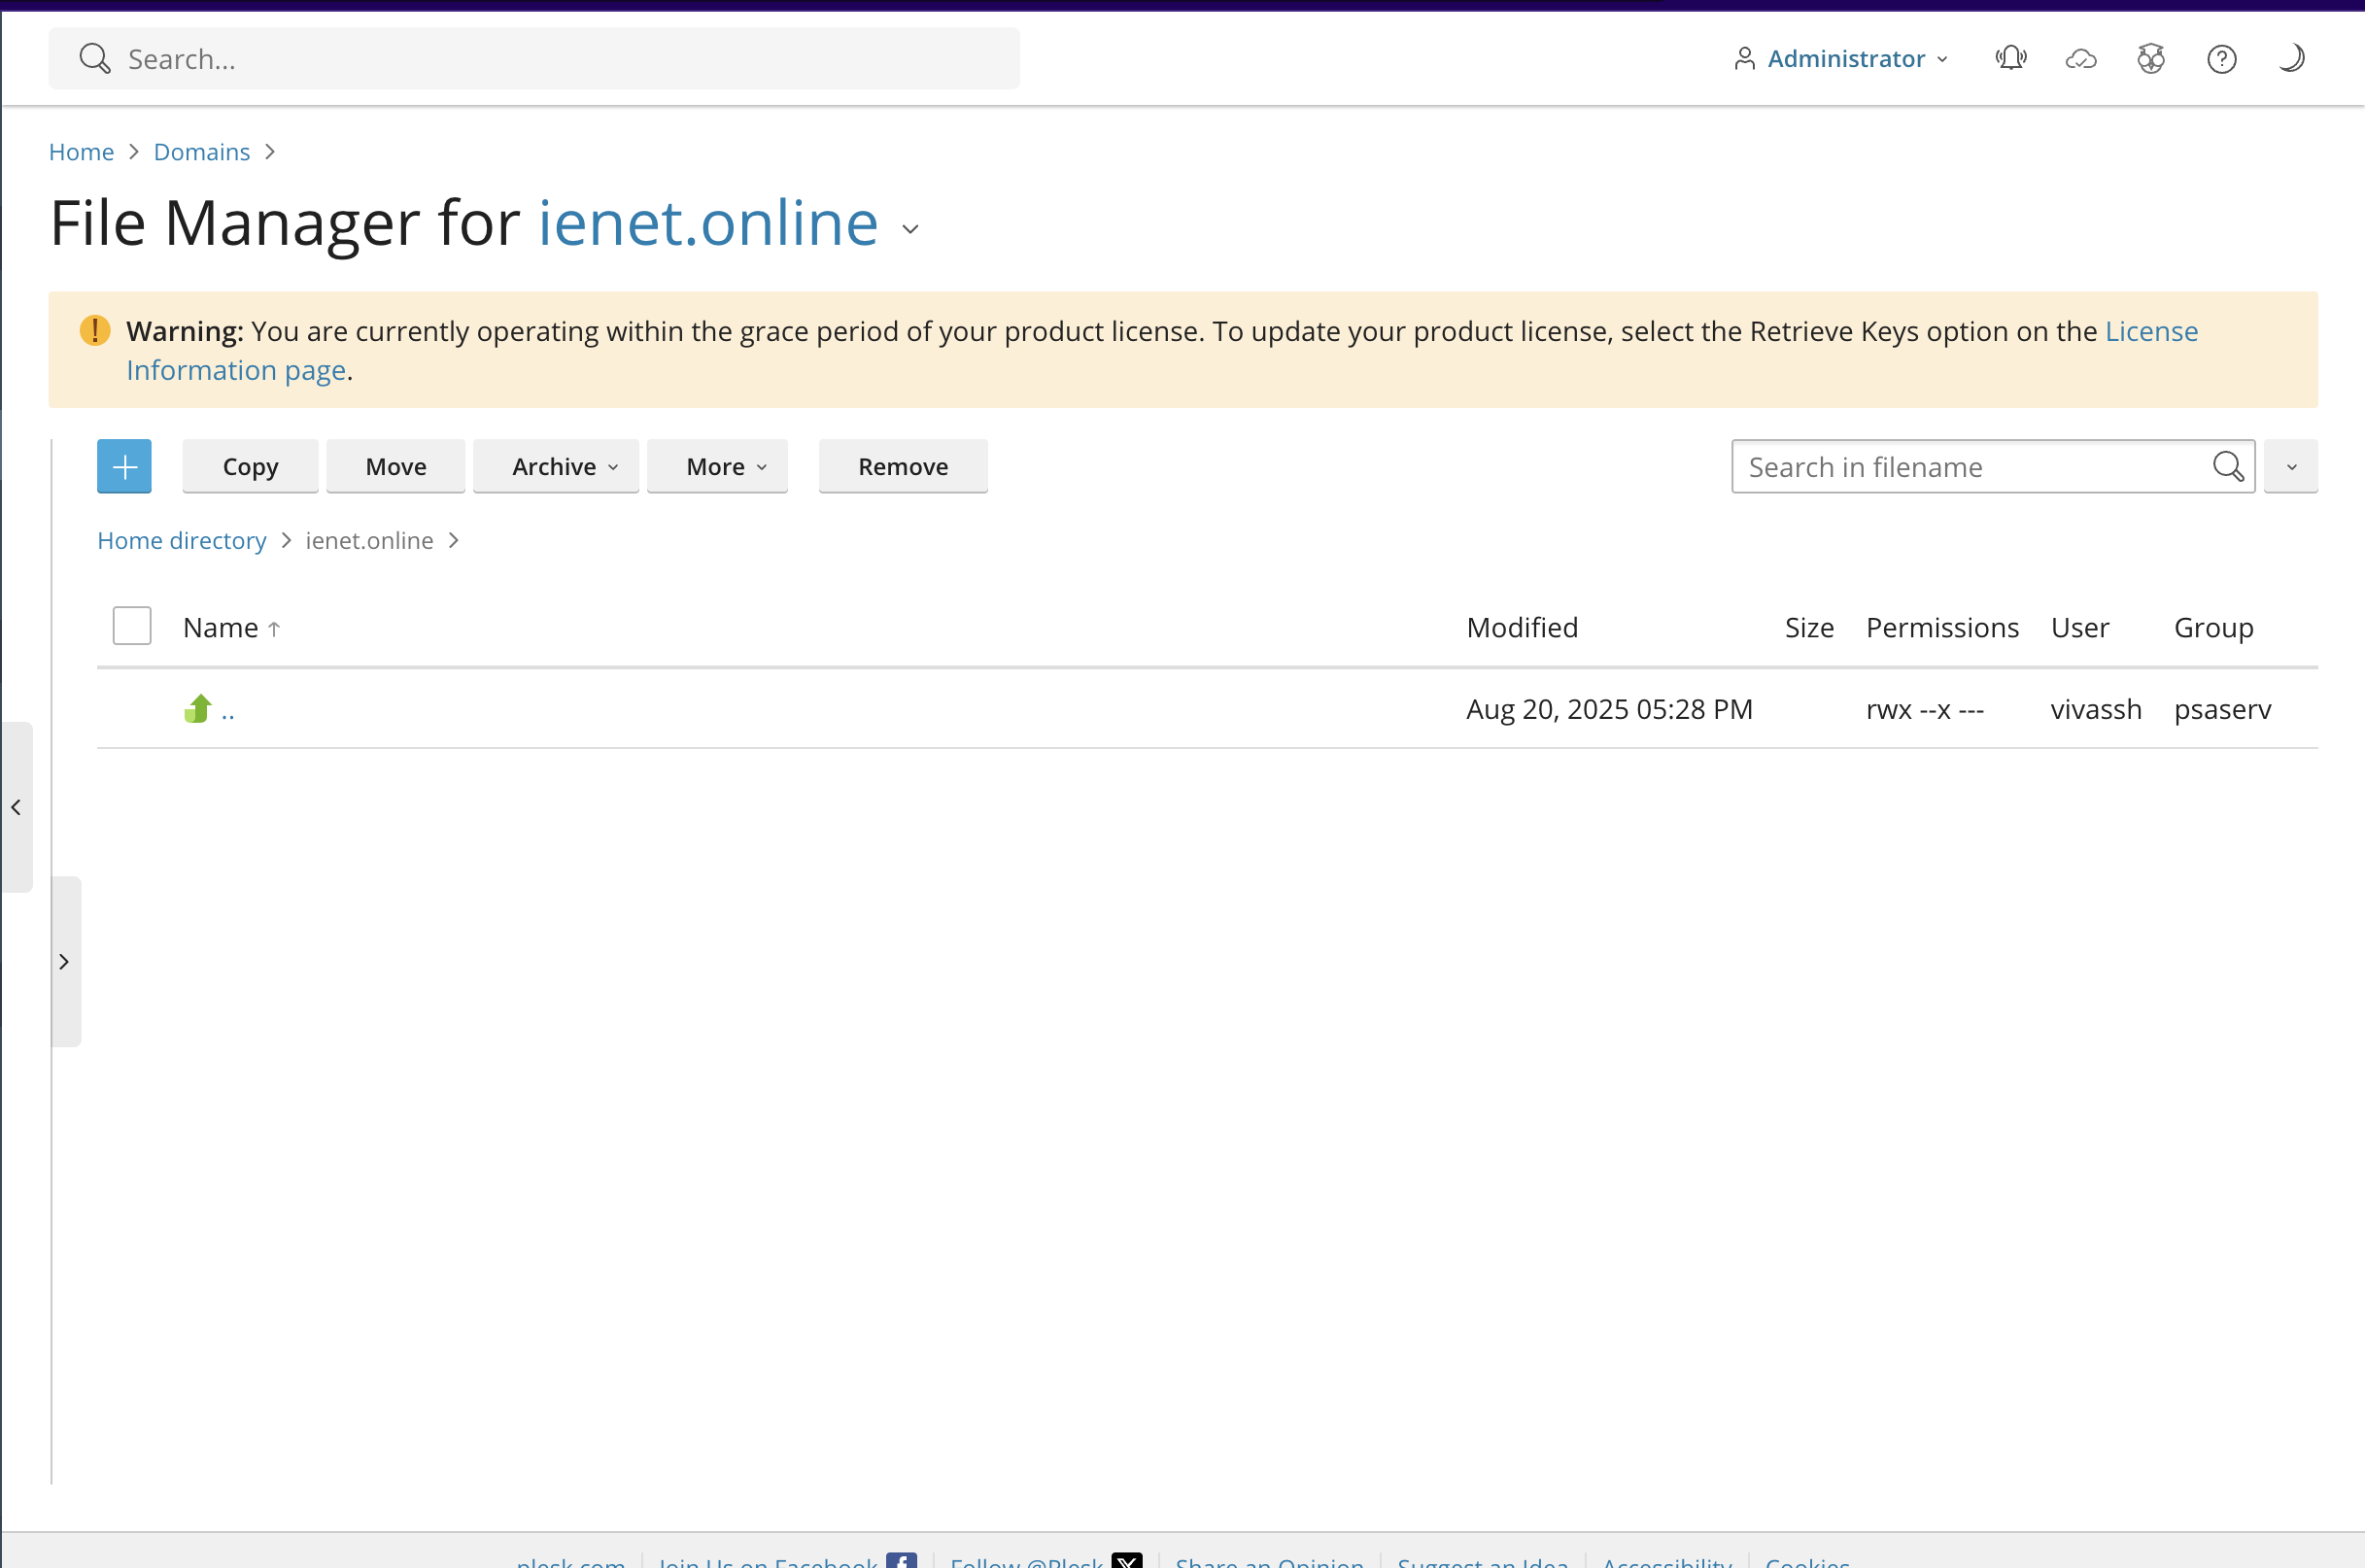 Search...
Administrator
Home > Domains >
File Manager for ienet.online
Warning: You are currently operating within the grace period of your product license. To update your product license, select the Retrieve Keys option on the License
Information page.
Copy Move Archive More Remove Search in filename
Home directory > ienet.online >
Name ↑ Modified Size Permissions User Group
.. Aug 20, 2025 05:28 PM rwx --x --- vivassh psaserv
plesk.com Join Us on Facebook Follow @Plesk Share an Opinion Suggest an Idea Accessibility Cookies